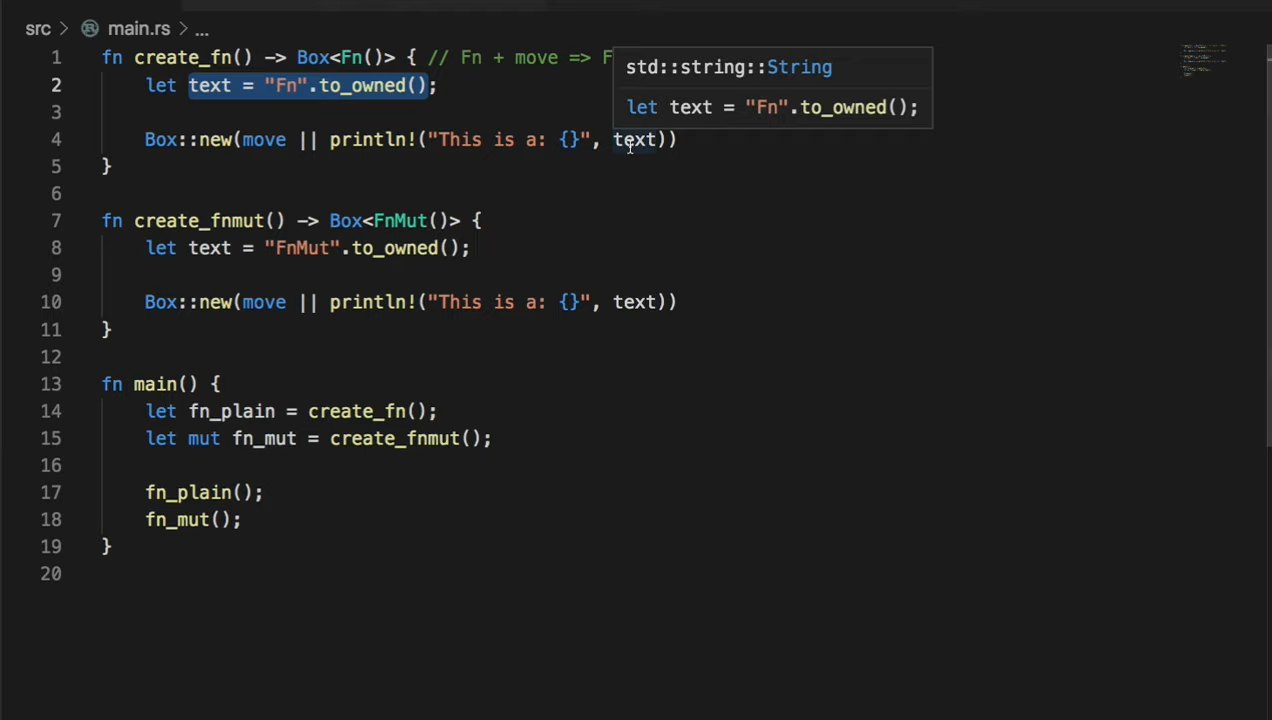 src > main.rs > ...
1 fn create_fn() -> Box<Fn()> { // Fn + move => F
std::string::String
2 let text = "Fn".to_owned();
let text = "Fn".to_owned();
3
4 Box::new(move || println!("This is a: {}", text))
5 }
6
7 fn create_fnmut() -> Box<FnMut()> {
8 let text = "FnMut".to_owned();
9
10 Box::new(move || println!("This is a: {}", text))
11 }
12
13 fn main() {
14 let fn_plain = create_fn();
15 let mut fn_mut = create_fnmut();
16
17 fn_plain();
18 fn_mut();
19 }
20